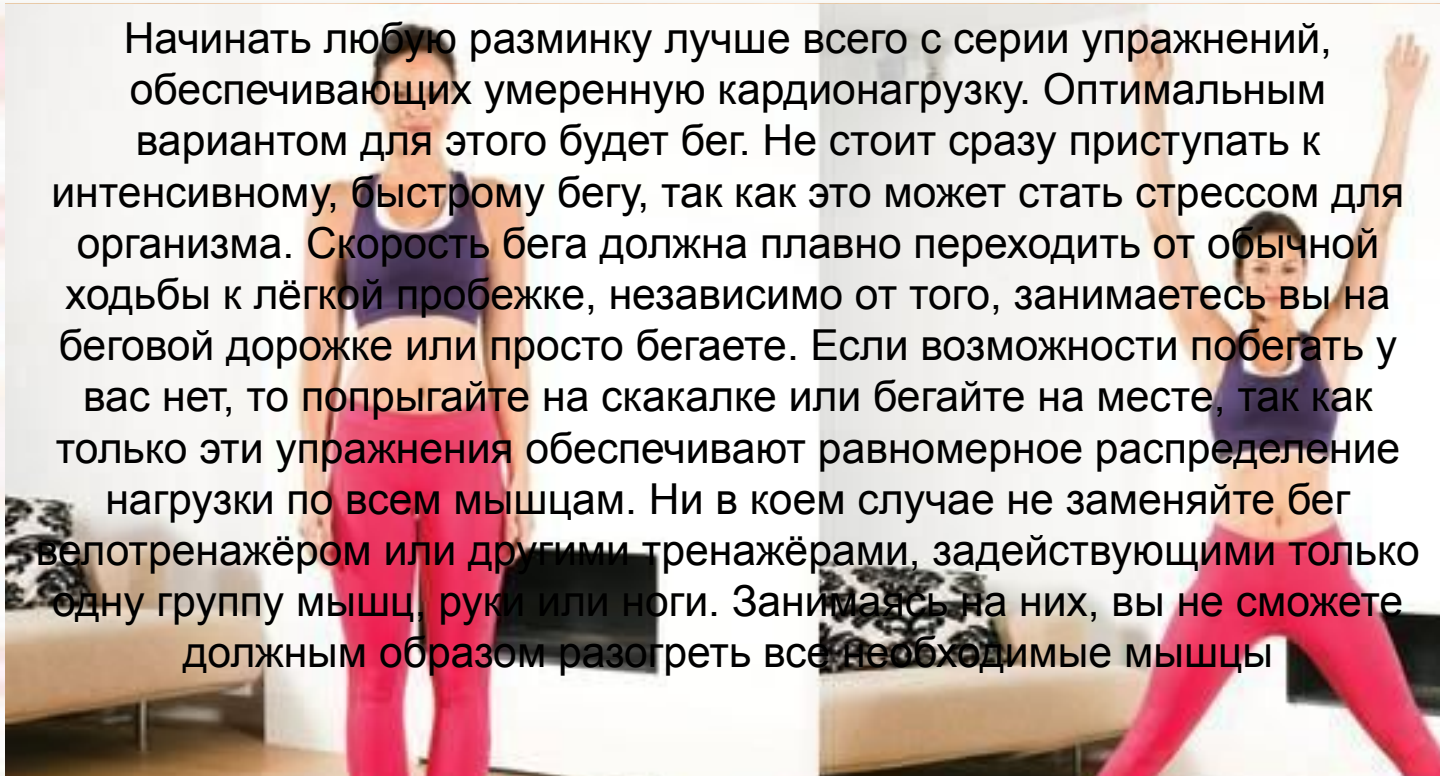 Начинать любую разминку лучше всего с серии упражнений,
обеспечивающих умеренную кардионагрузку. Оптимальным
вариантом для этого будет бег. Не стоит сразу приступать к
интенсивному, быстрому бегу, так как это может стать стрессом для
организма. Скорость бега должна плавно переходить от обычной
ходьбы к лёгкой пробежке, независимо от того, занимаетесь вы на
беговой дорожке или просто бегаете. Если возможности побегать у
вас нет, то попрыгайте на скакалке или бегайте на месте, так как
только эти упражнения обеспечивают равномерное распределение
нагрузки по всем мышцам. Ни в коем случае не заменяйте бег
велотренажёром или другими тренажёрами, задействующими только
одну группу мышц, руки или ноги. Занимаясь на них, вы не сможете
должным образом разогреть все необходимые мышцы